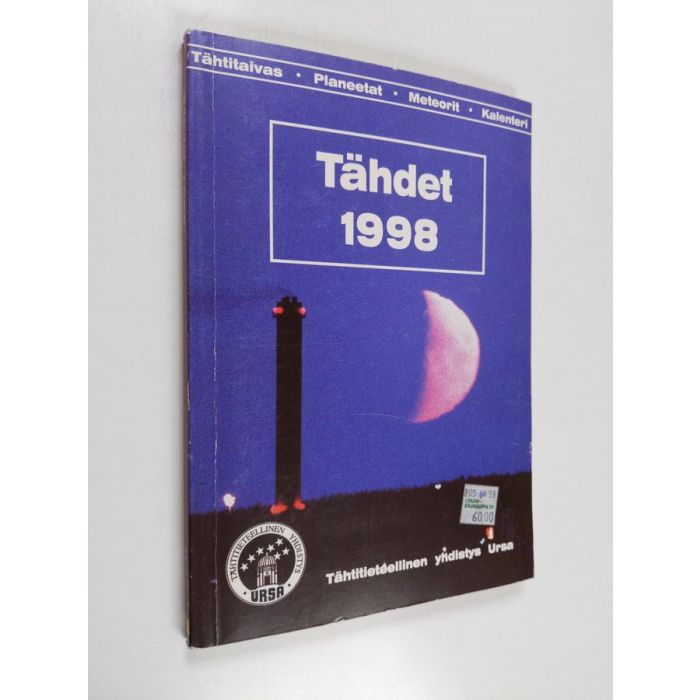 Tähtitaivas · Planeetat · Meteorit · Kalenteri
Tähdet
1998
60.00
TÄHTITIETEELLINEN YHDISTYS
URSA
Tähtitieteellinen yhdistys Ursa